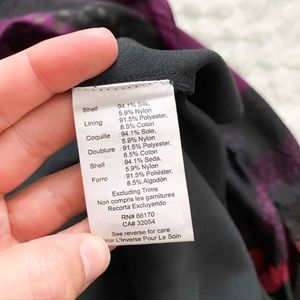 Shell :94.1% Silk,
5.9% Nylon
Lining :91.5% Polyester,
8.5% Coton
Coquille :94.1% Soie,
5.9% Nylon
Doublure :91.5% Polyester,
8.5% Coton
Shell :94.1% Seda,
5.9% Nylon
Forro :91.5% Poliéster,
8.5% Algodón
Excluding Trims
Non compris les garnitures
Recorta Excluyendo
RN# 66170
CA# 32054
See reverse for care
Voir L'inverse Pour Le Soin